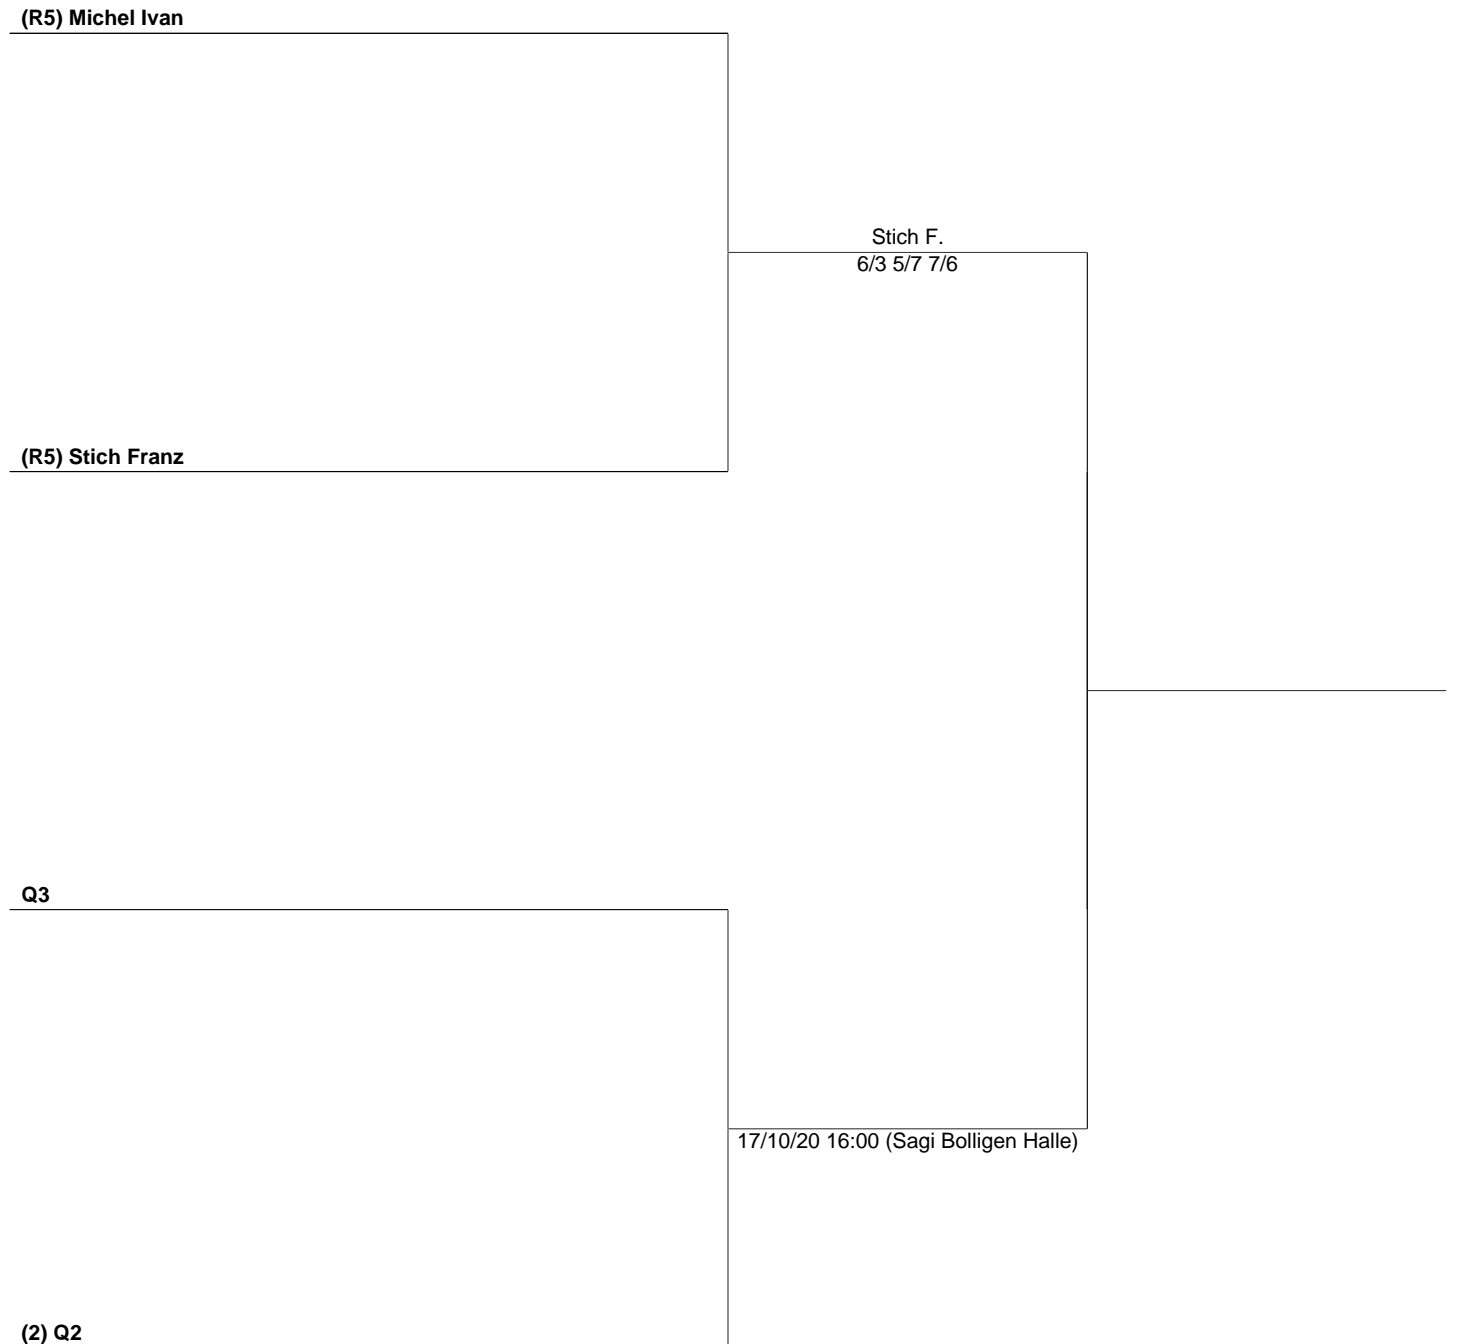 (R5) Michel Ivan
Stich F.
6/3 5/7 7/6
(R5) Stich Franz
Q3
17/10/20 16:00 (Sagi Bolligen Halle)
(2) Q2